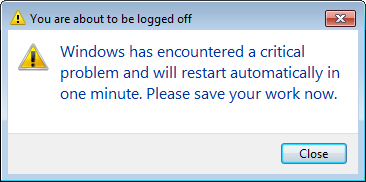 You are about to be logged off
Windows has encountered a critical
problem and will restart automatically in
one minute. Please save your work now.
Close